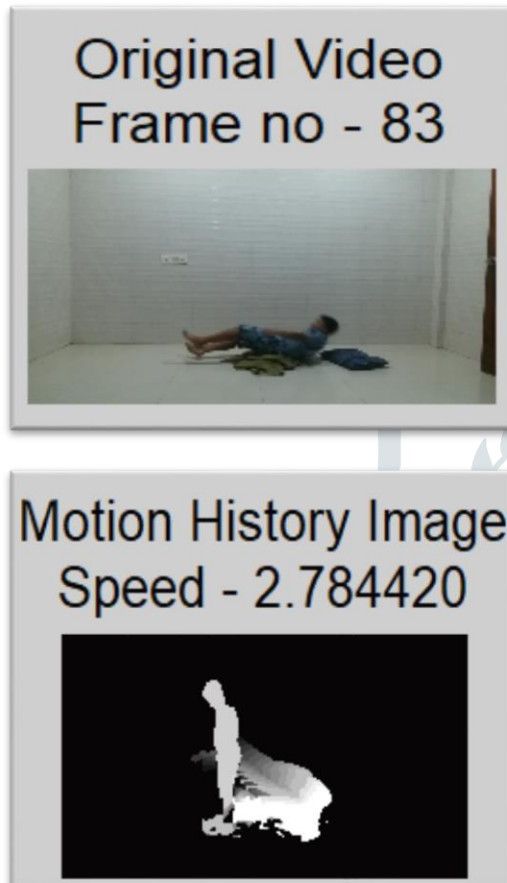 Original Video
Frame no - 83
Motion History Image
Speed - 2.784420